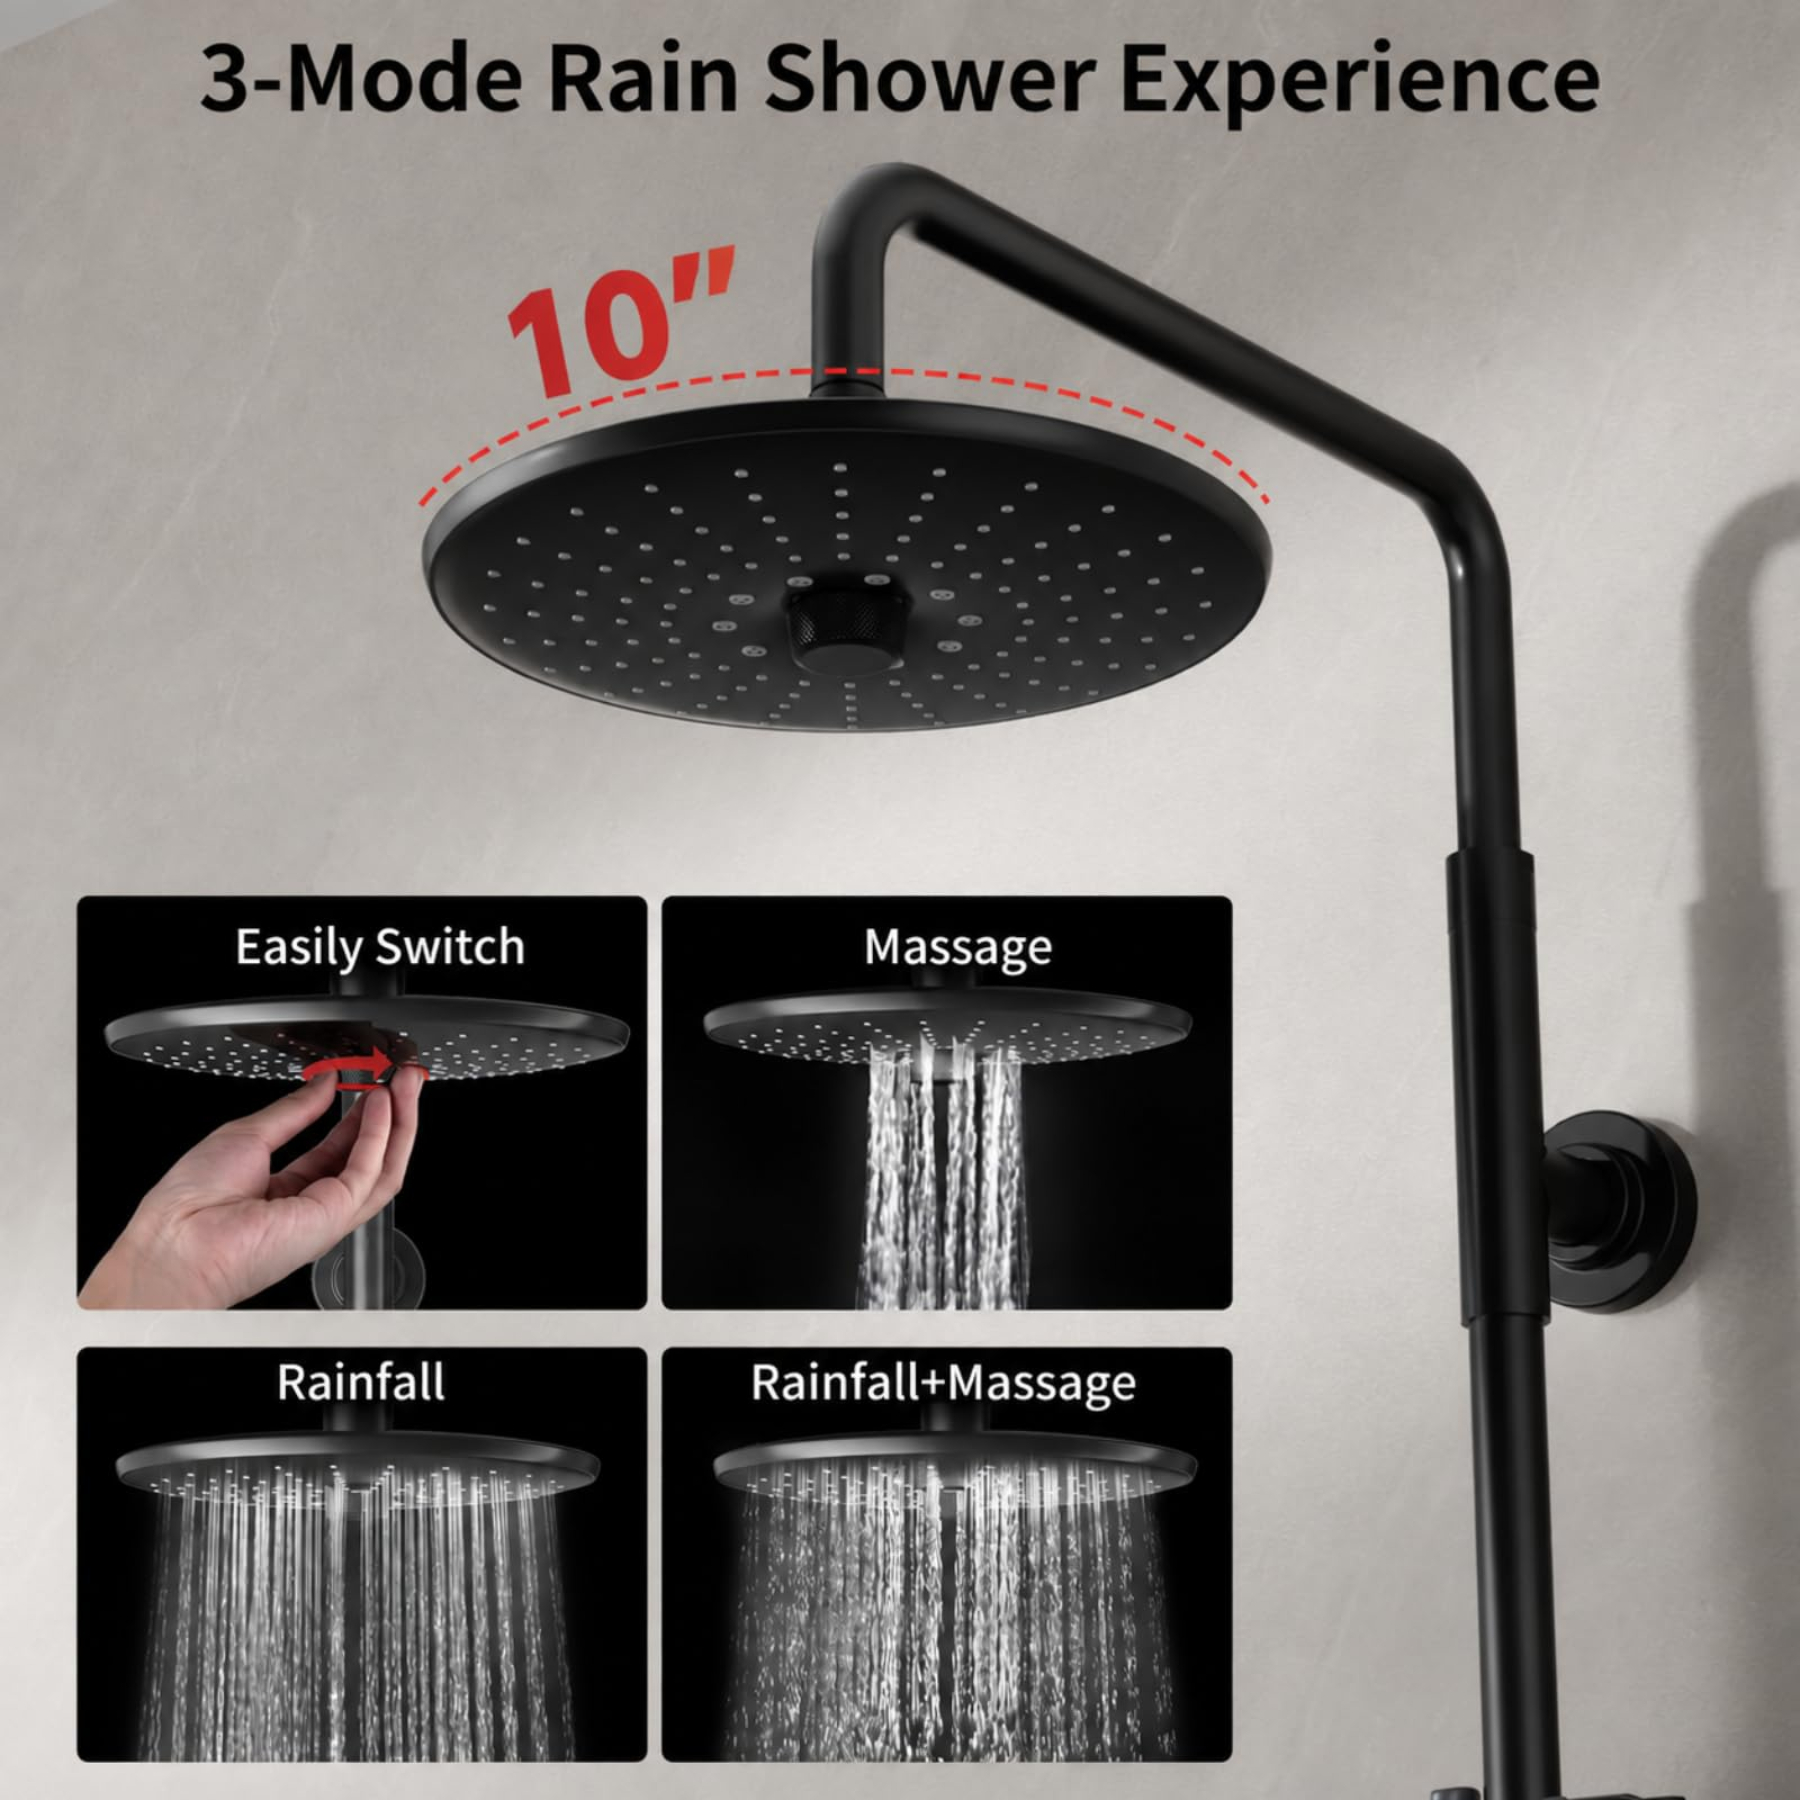 3-Mode Rain Shower Experience
10"
Easily Switch
Massage
Rainfall
Rainfall+Massage